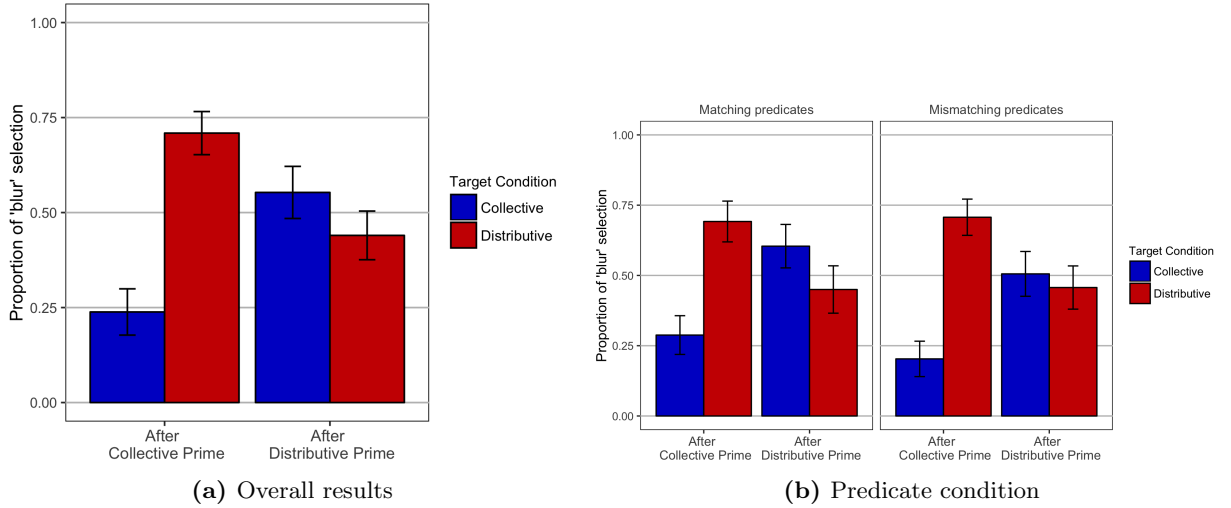 1.00
0.75
0.50
0.25
0.00
Proportion of 'blur' selection
After
Collective Prime
After
Distributive Prime
Target Condition
Collective
Distributive
(a) Overall results
Matching predicates
Mismatching predicates
1.00
0.75
0.50
0.25
0.00
Proportion of 'blur' selection
After
Collective Prime
After
Distributive Prime
After
Collective Prime
After
Distributive Prime
Target Condition
Collective
Distributive
(b) Predicate condition